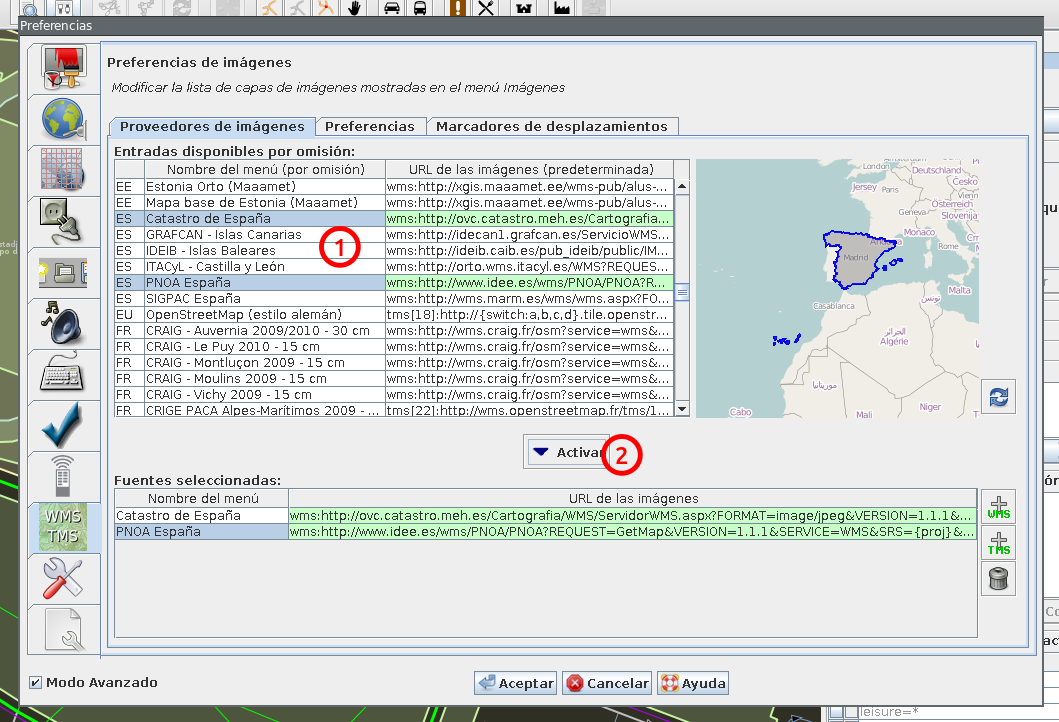 Preferencias
Preferencias de imágenes
Modificar la lista de capas de imágenes mostradas en el menú Imágenes
Proveedores de imágenes Preferencias Marcadores de desplazamientos
Entradas disponibles por omisión:
Nombre del menú (por omisión) URL de las imágenes (predeterminada)
EE Estonia Orto (Maaamet) wms:http://xgis.maaamet.ee/wms-pub/alus-...
EE Mapa base de Estonia (Maaamet) wms:http://xgis.maaamet.ee/wms-pub/alus-...
ES Catastro de España wms:http://ovc.catastro.meh.es/Cartografia...
ES GRAFCAN - Islas Canarias wms:http://idecan1.grafcan.es/ServicioWMS...
ES IDEIB - Islas Baleares wms:http://ideib.caib.es/pub_ideib/public/IM...
ES ITACyL - Castilla y León wms:http://orto.wms.itacyl.es/WMS?REQUES...
ES PNOA España wms:http://www.idee.es/wms/PNOA/PNOA?R...
ES SIGPAC España wms:http://wms.marm.es/wms/wms.aspx?FO...
EU OpenStreetMap (estilo alemán) tms[18]:http://{switch:a,b,c,d}.tile.openstr...
FR CRAIG - Auvernia 2009/2010 - 30 cm wms:http://wms.craig.fr/osm?service=wms&...
FR CRAIG - Le Puy 2010 - 15 cm wms:http://wms.craig.fr/osm?service=wms&...
FR CRAIG - Montluçon 2009 - 15 cm wms:http://wms.craig.fr/osm?service=wms&...
FR CRAIG - Moulins 2009 - 15 cm wms:http://wms.craig.fr/osm?service=wms&...
FR CRAIG - Vichy 2009 - 15 cm wms:http://wms.craig.fr/osm?service=wms&...
FR CRIGE PACA Alpes-Marítimos 2009 - ... tms[22]:http://wms.openstreetmap.fr/tms/1...
1
London
Deutschland
Jersey
Paris
Česko
Österreich
Geneva
Slovenija
Monaco
Madrid
Malta
Casablanca
تونس
الجزائر
Algérie
موريتانيا
Cabo
Mali
Niger
Activar
2
Fuentes seleccionadas:
Nombre del menú URL de las imágenes
Catastro de España wms:http://ovc.catastro.meh.es/Cartografia/WMS/ServidorWMS.aspx?FORMAT=image/jpeg&VERSION=1.1.1&...
PNOA España wms:http://www.idee.es/wms/PNOA/PNOA?REQUEST=GetMap&VERSION=1.1.1&SERVICE=WMS&SRS={proj}&...
WMS
TMS
WMS
TMS
Modo Avanzado
Aceptar Cancelar Ayuda
leisure=*